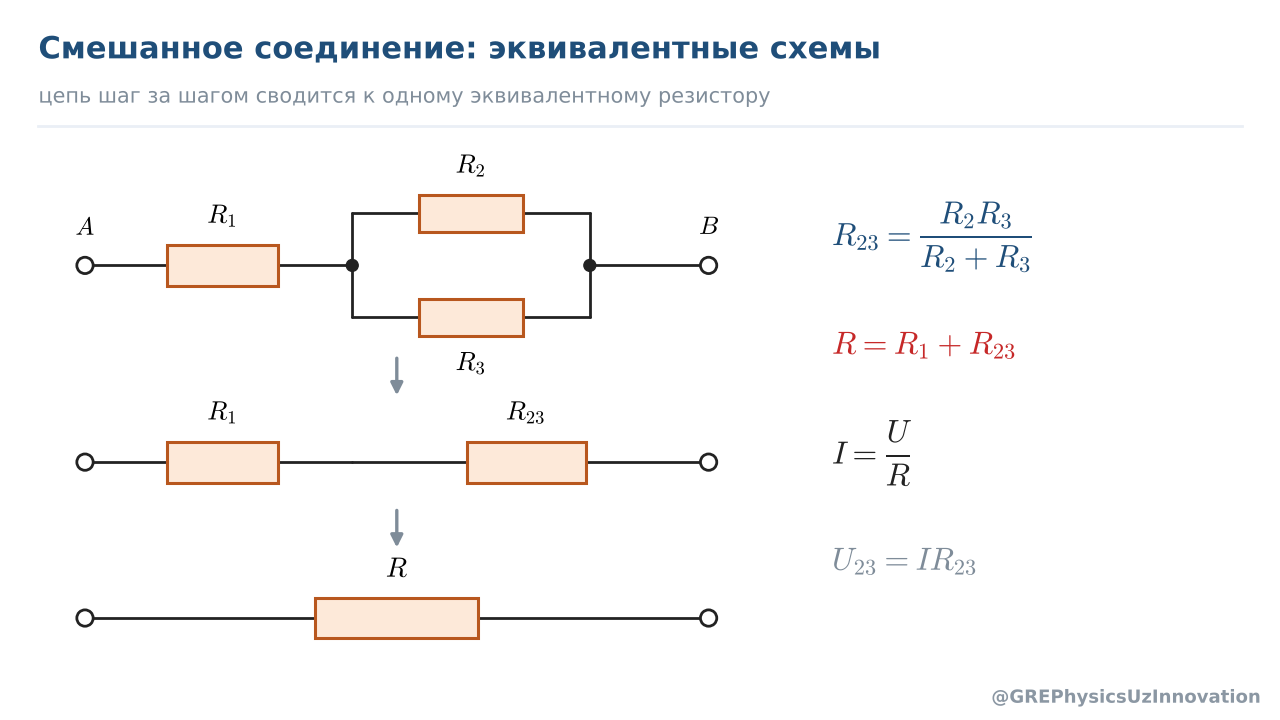 Смешанное соединение: эквивалентные схемы
цепь шаг за шагом сводится к одному эквивалентному резистору
R₂
A
R₁
B
R₃
R₁
R₂₃
R
R₂₃ = R₂R₃ / (R₂ + R₃)
R = R₁ + R₂₃
I = U / R
U₂₃ = IR₂₃
@GREPhysicsUzInnovation